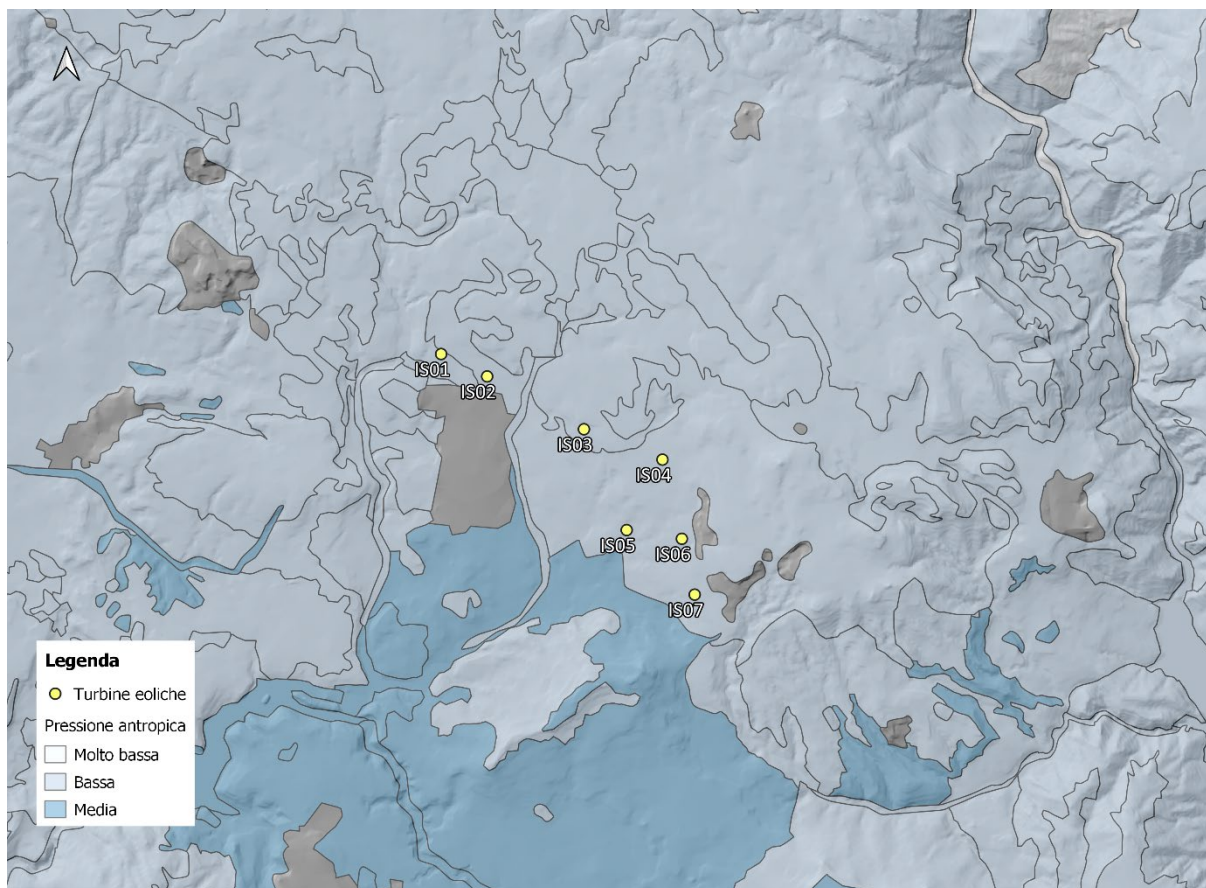 IS01
IS02
IS03
IS04
IS05
IS06
IS07
Legenda
Turbine eoliche
Pressione antropica
Molto bassa
Bassa
Media